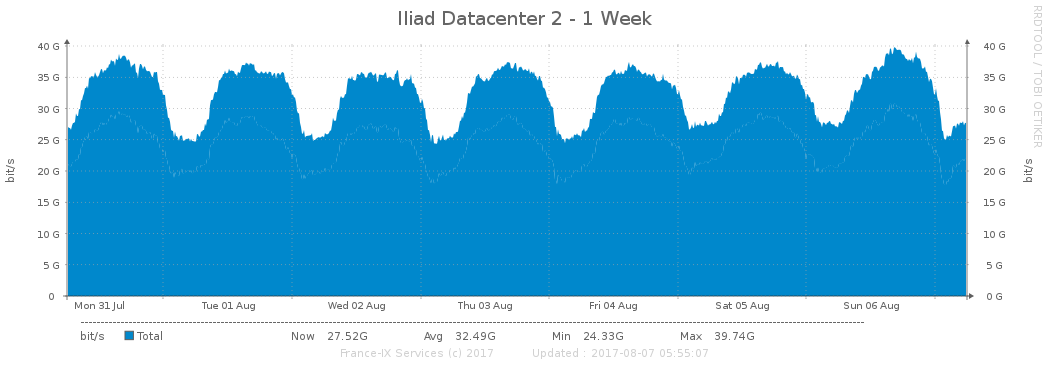 Iliad Datacenter 2 - 1 Week
RRDTOOL / TOBI OETIKER
40 G 40 G
35 G 35 G
30 G 30 G
25 G 25 G
20 G 20 G
15 G 15 G
10 G 10 G
5 G 5 G
0 0 G
bit/s bit/s
Mon 31 Jul Tue 01 Aug Wed 02 Aug Thu 03 Aug Fri 04 Aug Sat 05 Aug Sun 06 Aug
bit/s Total Now 27.52G Avg 32.49G Min 24.33G Max 39.74G
France-IX Services (c) 2017 Updated : 2017-08-07 05:55:07